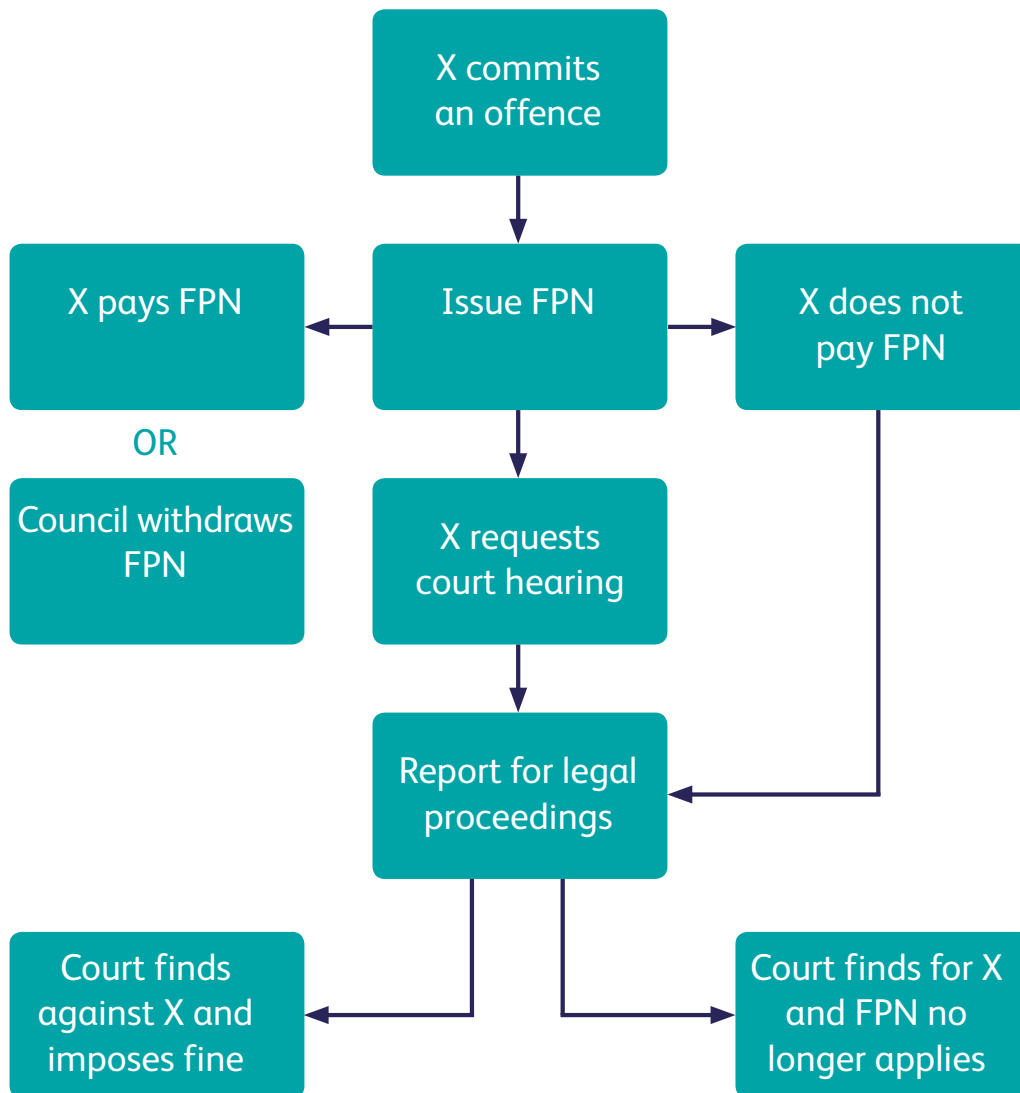 X commits
an offence
X pays FPN
Issue FPN
X does not
pay FPN
OR
Council withdraws
FPN
X requests
court hearing
Report for legal
proceedings
Court finds
against X and
imposes fine
Court finds for X
and FPN no
longer applies